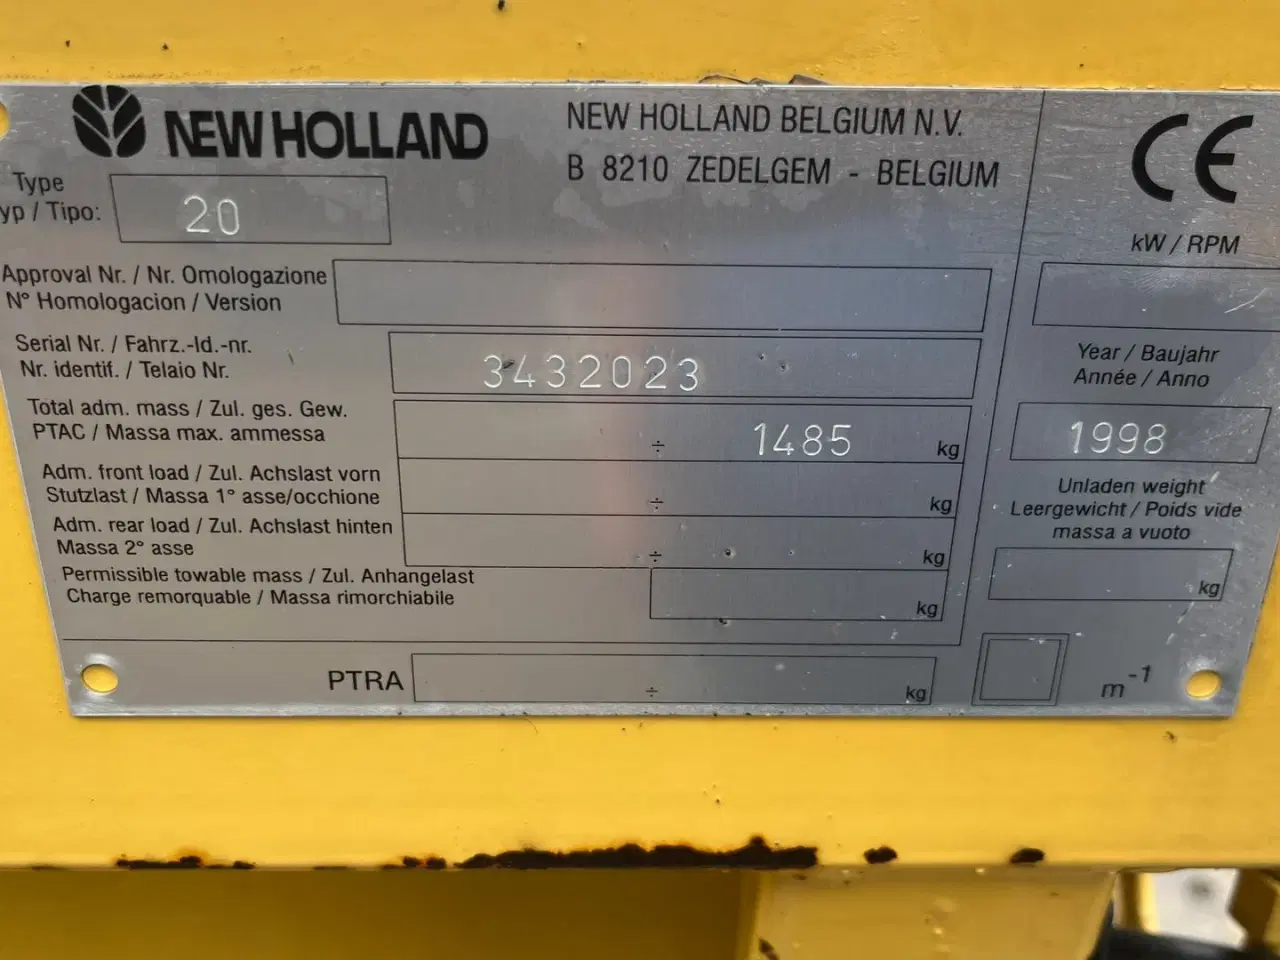 NEW HOLLAND
NEW HOLLAND BELGIUM N.V.
B 8210 ZEDELGEM - BELGIUM
CE
Type
yp / Tipo:
20
kW / RPM
Approval Nr. / Nr. Omologazione
N° Homologacion / Version
Serial Nr. / Fahrz.-Id.-nr.
Nr. identif. / Telaio Nr.
3432023
Year / Baujahr
Année / Anno
1998
Total adm. mass / Zul. ges. Gew.
PTAC / Massa max. ammessa
÷ 1485 kg
Adm. front load / Zul. Achslast vorn
Stutzlast / Massa 1° asse/occhione
÷ kg
Unladen weight
Leergewicht / Poids vide
massa a vuoto
kg
Adm. rear load / Zul. Achslast hinten
Massa 2° asse
÷ kg
Permissible towable mass / Zul. Anhangelast
Charge remorquable / Massa rimorchiabile
kg
PTRA ÷ kg
m-1